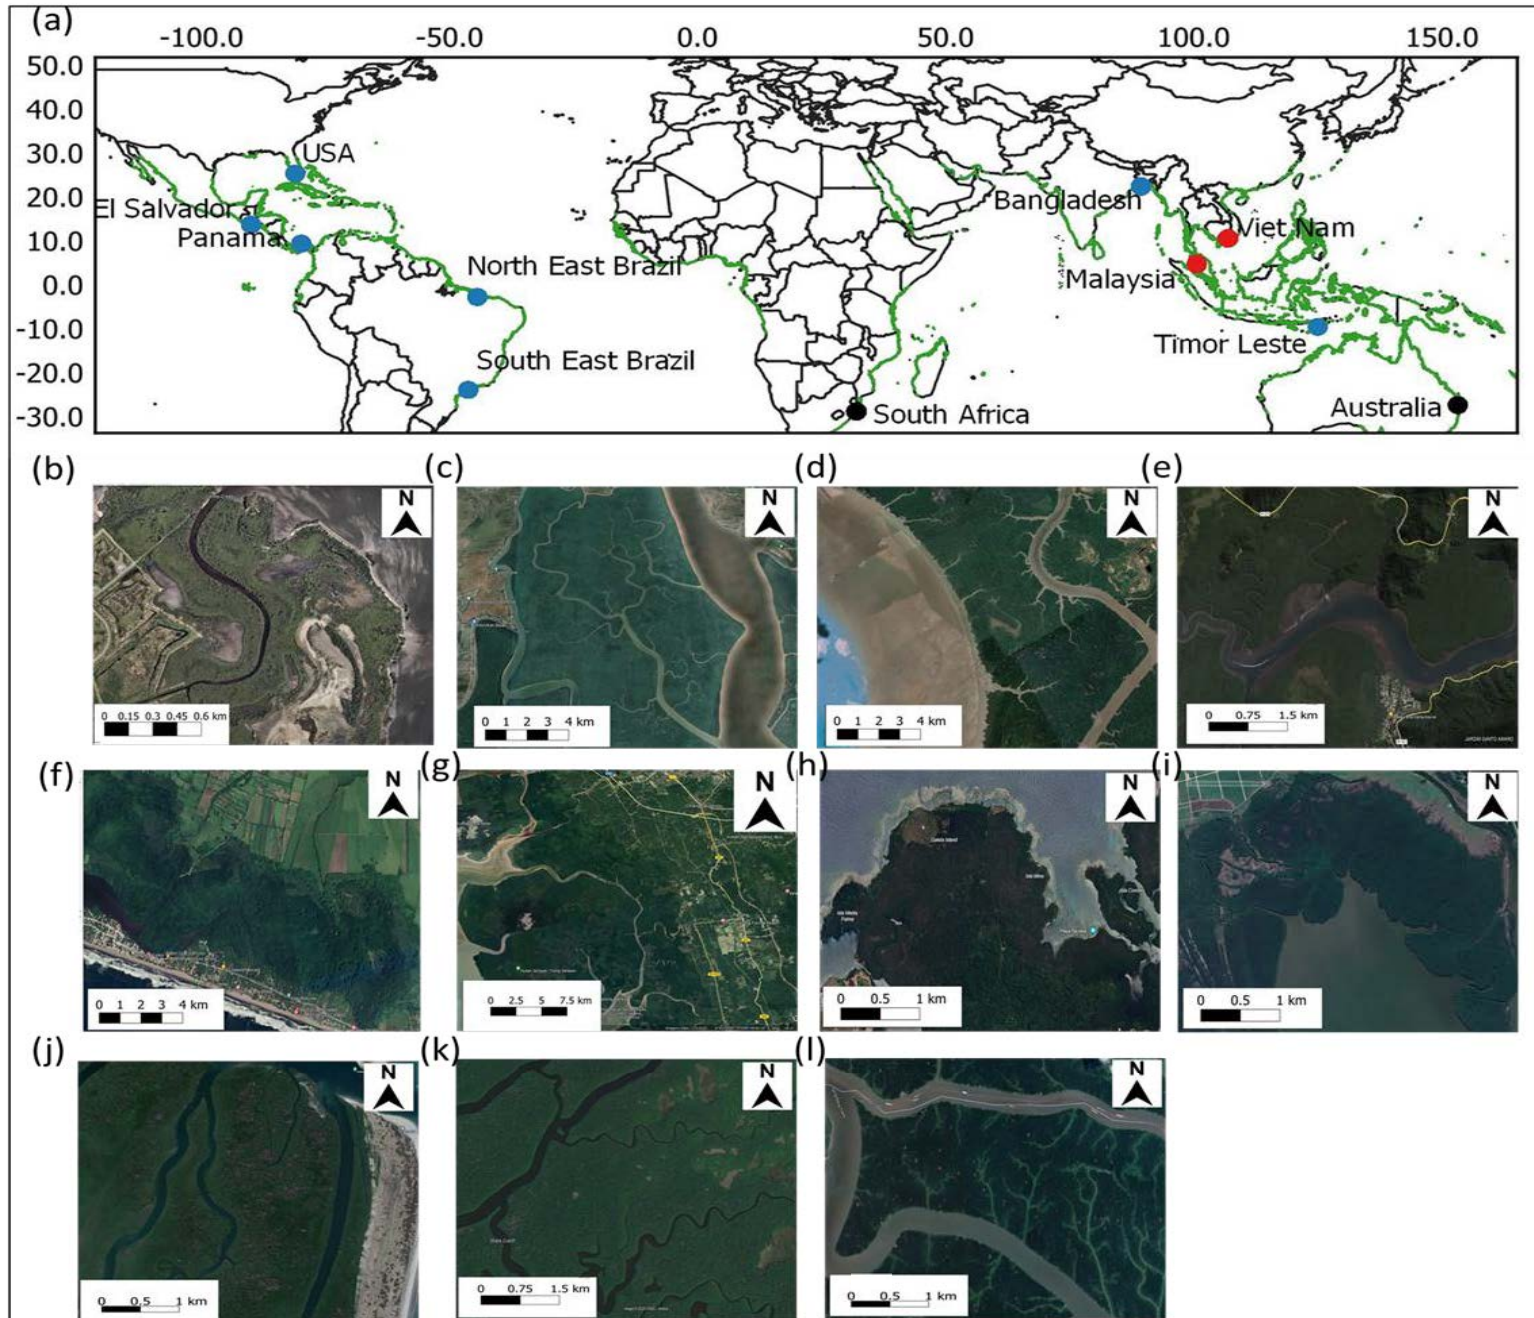 (a)
-100.0 -50.0 0.0 50.0 100.0 150.0
50.0
40.0
30.0
20.0
10.0
0.0
-10.0
-20.0
-30.0
USA
El Salvador
Panama
North East Brazil
South East Brazil
South Africa
Bangladesh
Viet Nam
Malaysia
Timor Leste
Australia
(b) (c) (d) (e)
N N N N
0 0.15 0.3 0.45 0.6 km
0 1 2 3 4 km
0 1 2 3 4 km
0 0.75 1.5 km
(f) (g) (h) (i)
N N N N
0 1 2 3 4 km
0 2.5 5 7.5 km
0 0.5 1 km
0 0.5 1 km
(j) (k) (l)
N N N
0 0.5 1 km
0 0.75 1.5 km
0 0.5 1 km